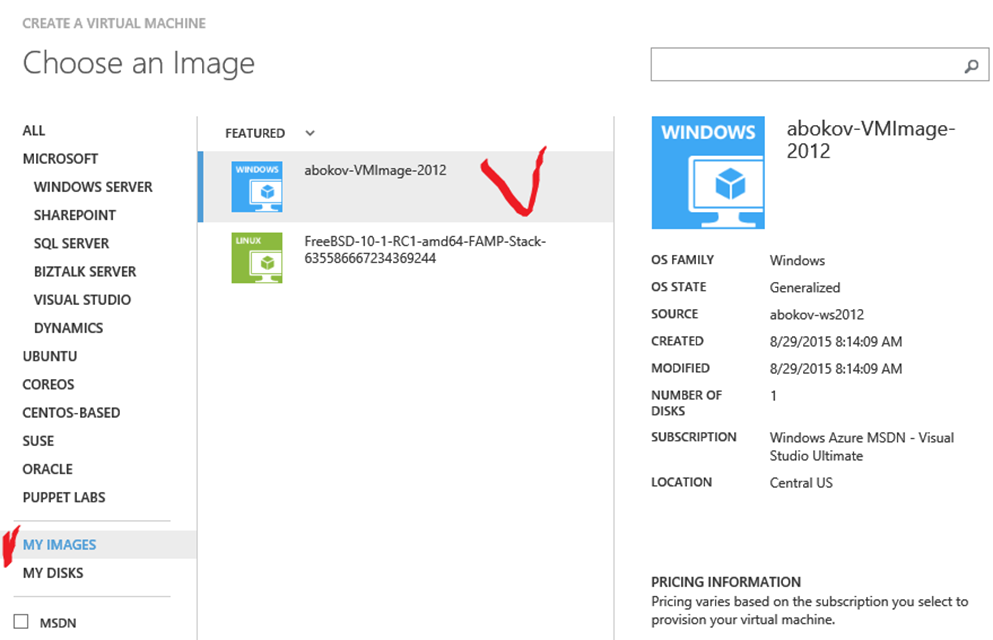 CREATE A VIRTUAL MACHINE
Choose an Image
ALL
MICROSOFT
WINDOWS SERVER
SHAREPOINT
SQL SERVER
BIZTALK SERVER
VISUAL STUDIO
DYNAMICS
UBUNTU
COREOS
CENTOS-BASED
SUSE
ORACLE
PUPPET LABS
MY IMAGES
MY DISKS
MSDN
FEATURED
WINDOWS
abokov-VMImage-2012
LINUX
FreeBSD-10-1-RC1-amd64-FAMP-Stack-
635586667234369244
WINDOWS
abokov-VMImage-
2012
OS FAMILY Windows
OS STATE Generalized
SOURCE abokov-ws2012
CREATED 8/29/2015 8:14:09 AM
MODIFIED 8/29/2015 8:14:09 AM
NUMBER OF 1
DISKS
SUBSCRIPTION Windows Azure MSDN - Visual
Studio Ultimate
LOCATION Central US
PRICING INFORMATION
Pricing varies based on the subscription you select to
provision your virtual machine.